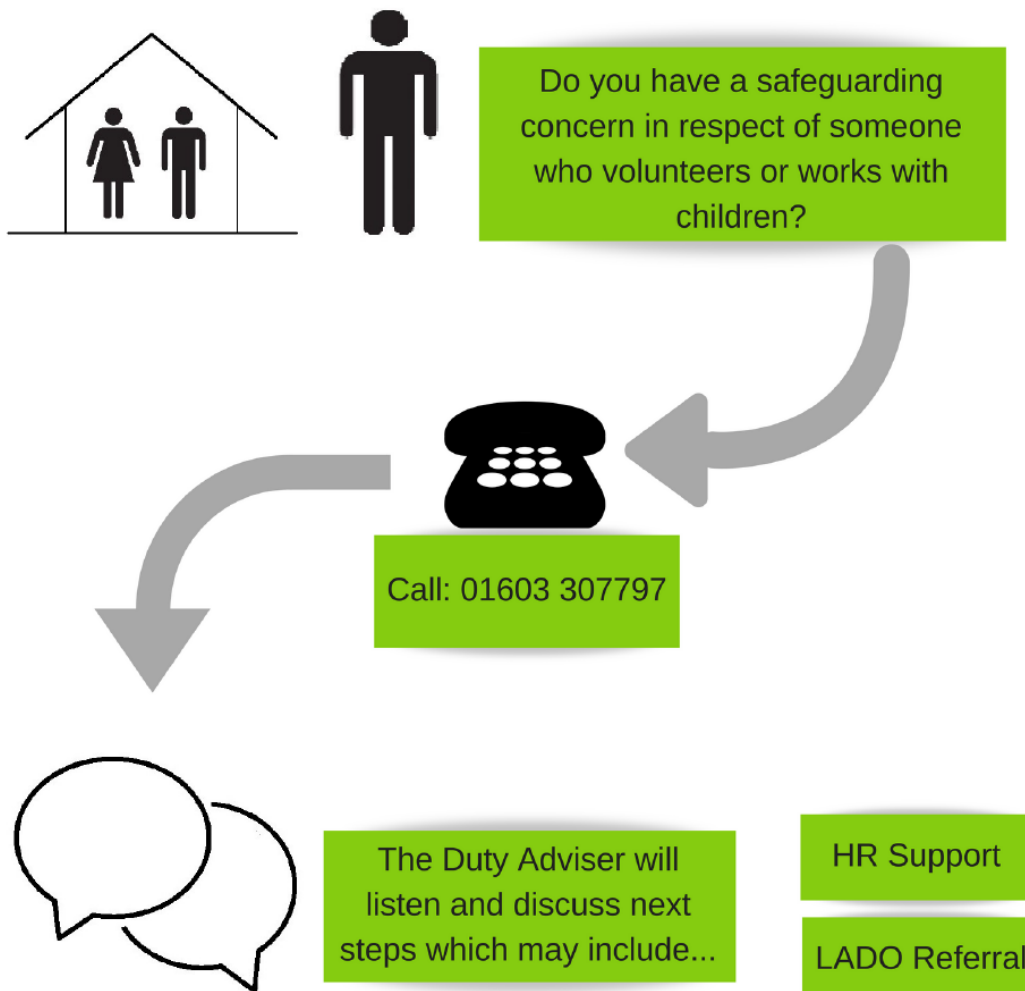 Do you have a safeguarding
concern in respect of someone
who volunteers or works with
children?
Call: 01603 307797
The Duty Adviser will
listen and discuss next
steps which may include...
HR Support
LADO Referral